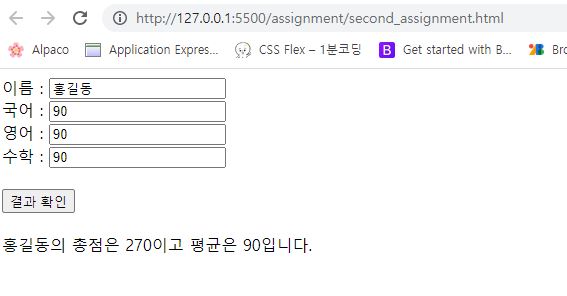 http://127.0.0.1:5500/assignment/second_assignment.html
Alpaco Application Expres... CSS Flex – 1분코딩 B Get started with B... Bro
이름 : 홍길동
국어 : 90
영어 : 90
수학 : 90
결과 확인
홍길동의 총점은 270이고 평균은 90입니다.